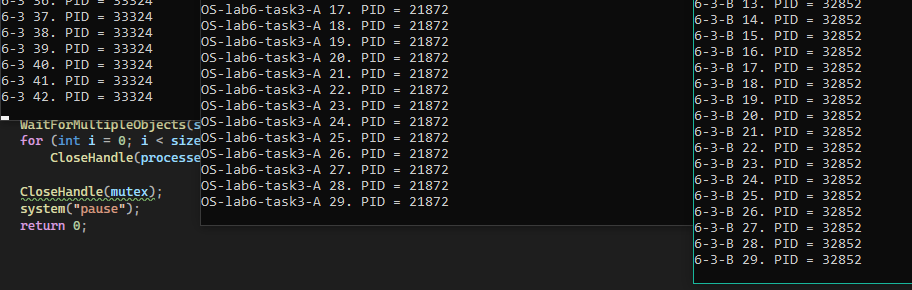 6-3 36. PID = 33324
6-3 37. PID = 33324
6-3 38. PID = 33324
6-3 39. PID = 33324
6-3 40. PID = 33324
6-3 41. PID = 33324
6-3 42. PID = 33324
WaitForMultipleObjects(s
for (int i = 0; i < size
CloseHandle(processe
CloseHandle(mutex);
system("pause");
return 0;
OS-lab6-task3-A 17. PID = 21872
OS-lab6-task3-A 18. PID = 21872
OS-lab6-task3-A 19. PID = 21872
OS-lab6-task3-A 20. PID = 21872
OS-lab6-task3-A 21. PID = 21872
OS-lab6-task3-A 22. PID = 21872
OS-lab6-task3-A 23. PID = 21872
OS-lab6-task3-A 24. PID = 21872
OS-lab6-task3-A 25. PID = 21872
OS-lab6-task3-A 26. PID = 21872
OS-lab6-task3-A 27. PID = 21872
OS-lab6-task3-A 28. PID = 21872
OS-lab6-task3-A 29. PID = 21872
6-3-B 13. PID = 32852
6-3-B 14. PID = 32852
6-3-B 15. PID = 32852
6-3-B 16. PID = 32852
6-3-B 17. PID = 32852
6-3-B 18. PID = 32852
6-3-B 19. PID = 32852
6-3-B 20. PID = 32852
6-3-B 21. PID = 32852
6-3-B 22. PID = 32852
6-3-B 23. PID = 32852
6-3-B 24. PID = 32852
6-3-B 25. PID = 32852
6-3-B 26. PID = 32852
6-3-B 27. PID = 32852
6-3-B 28. PID = 32852
6-3-B 29. PID = 32852